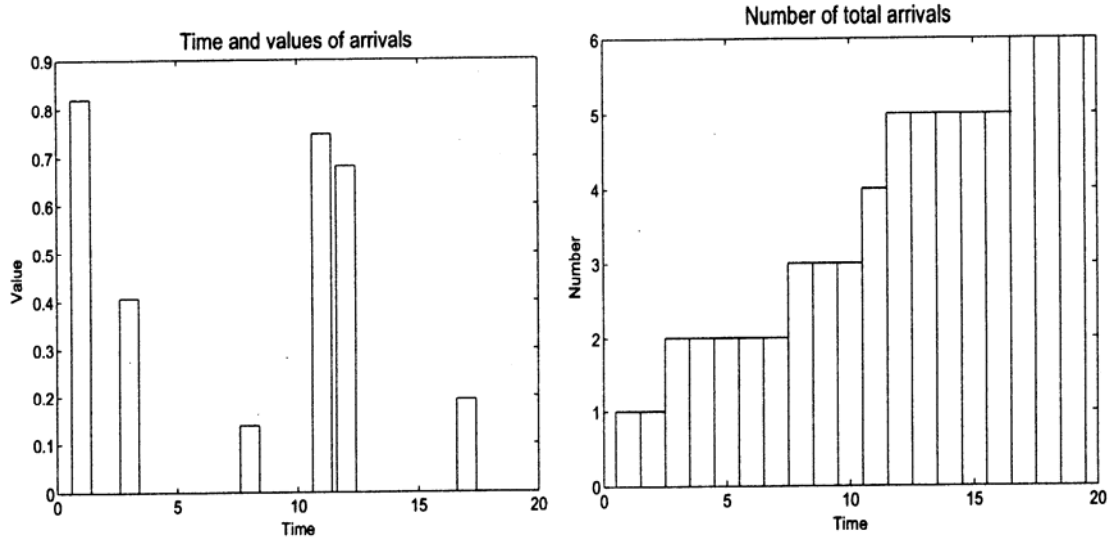 Time and values of arrivals
0.9
0.8
0.7
0.6
0.5
0.4
0.3
0.2
0.1
0
Value
0 5 10 15 20
Time
Number of total arrivals
6
5
4
3
2
1
0
Number
0 5 10 15 20
Time